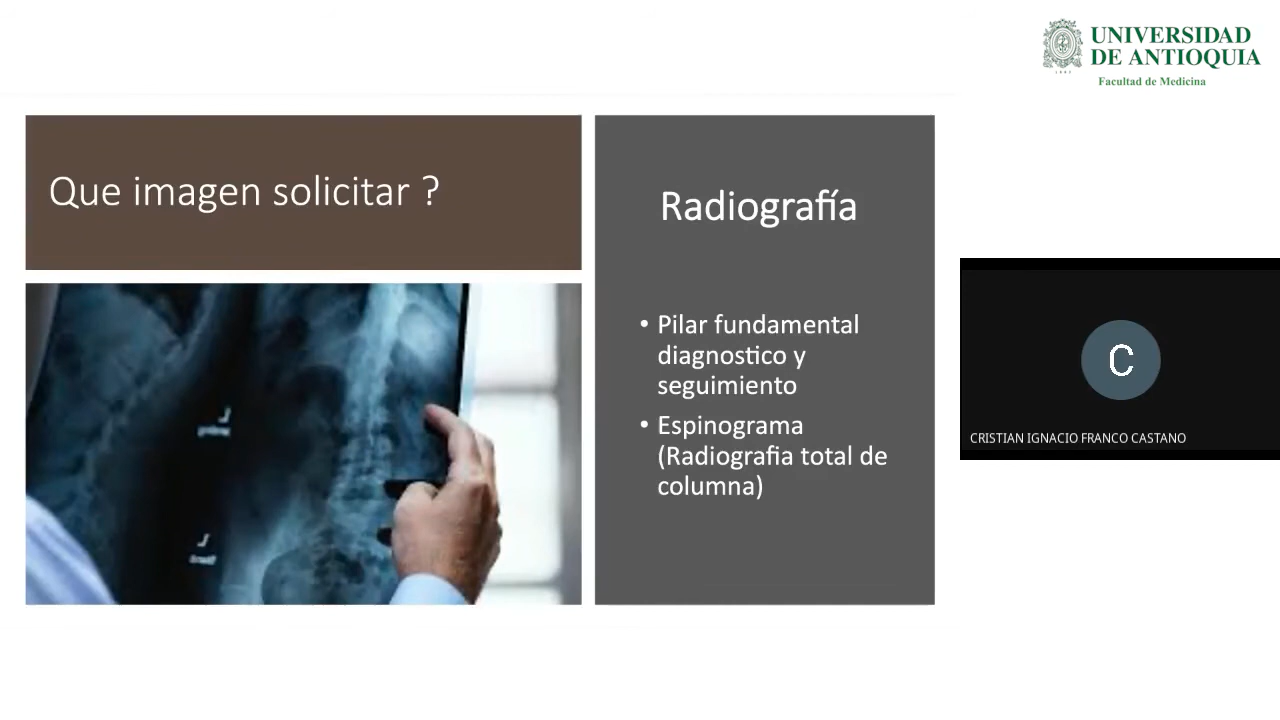 UNIVERSIDAD
DE ANTIOQUIA
Facultad de Medicina
Que imagen solicitar ?
Radiografía
• Pilar fundamental
diagnostico y
seguimiento
• Espinograma
(Radiografia total de
columna)
C
CRISTIAN IGNACIO FRANCO CASTANO